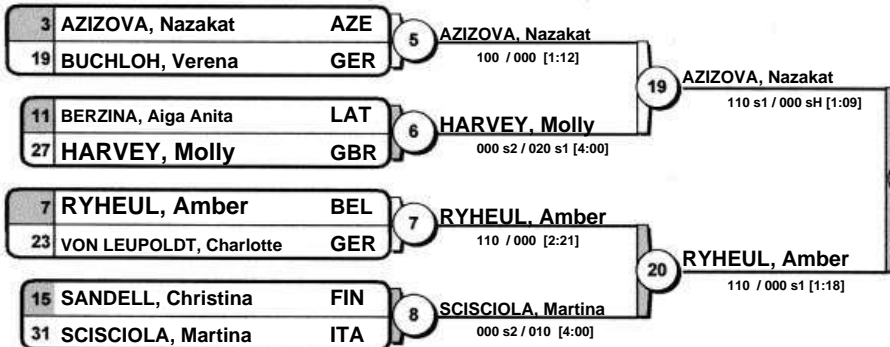 3 AZIZOVA, Nazakat AZE
19 BUCHLOH, Verena GER
5
AZIZOVA, Nazakat
100 / 000 [1:12]
11 BERZINA, Aiga Anita LAT
27 HARVEY, Molly GBR
6
HARVEY, Molly
000 s2 / 020 s1 [4:00]
19
AZIZOVA, Nazakat
110 s1 / 000 sH [1:09]
7 RYHEUL, Amber BEL
23 VON LEUPOLDT, Charlotte GER
7
RYHEUL, Amber
110 / 000 [2:21]
15 SANDELL, Christina FIN
31 SCISCIOLA, Martina ITA
8
SCISCIOLA, Martina
000 s2 / 010 [4:00]
20
RYHEUL, Amber
110 / 000 s1 [1:18]